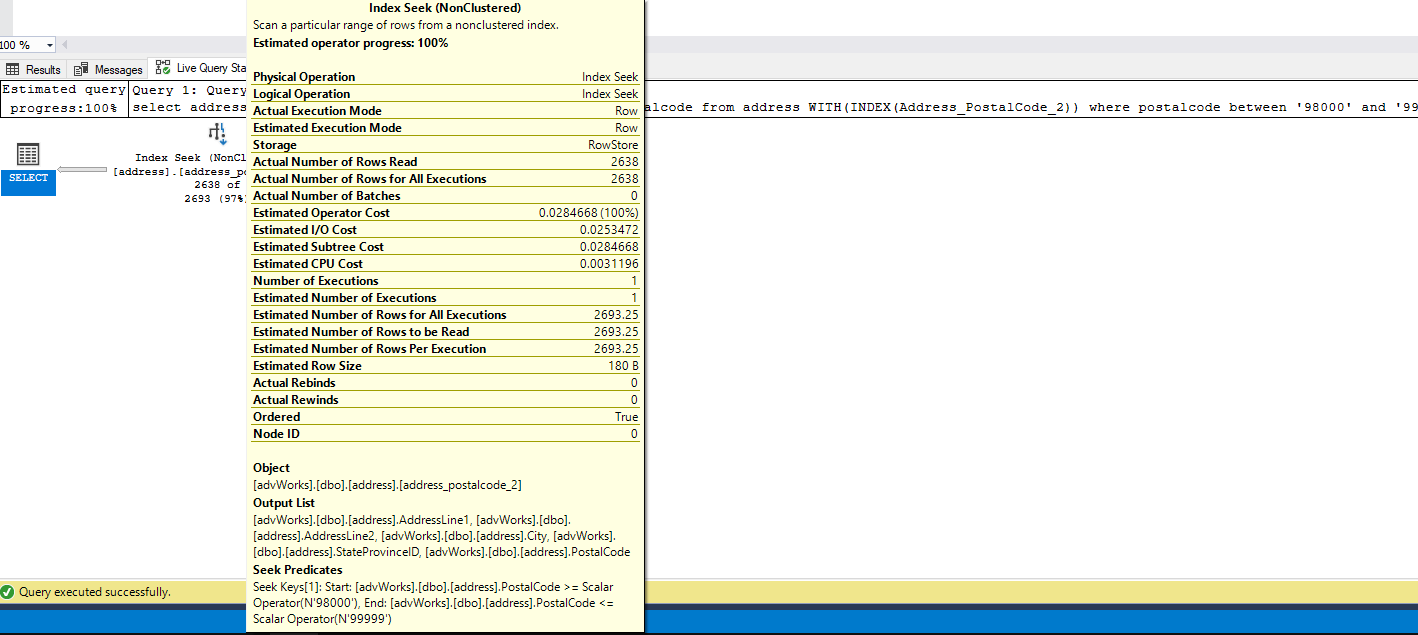 Index Seek (NonClustered)
Scan a particular range of rows from a nonclustered index.
Estimated operator progress: 100%
100 %
Results Messages Live Query Sta
Estimated query Query 1: Query
progress:100% select address
alcode from address WITH(INDEX(Address_PostalCode_2)) where postalcode between '98000' and '99
Index Seek (NonCl
[address].[address_po
2638 of
2693 (97%)
SELECT
Physical Operation Index Seek
Logical Operation Index Seek
Actual Execution Mode Row
Estimated Execution Mode Row
Storage RowStore
Actual Number of Rows Read 2638
Actual Number of Rows for All Executions 2638
Actual Number of Batches 0
Estimated Operator Cost 0.0284668 (100%)
Estimated I/O Cost 0.0253472
Estimated Subtree Cost 0.0284668
Estimated CPU Cost 0.0031196
Number of Executions 1
Estimated Number of Executions 1
Estimated Number of Rows for All Executions 2693.25
Estimated Number of Rows to be Read 2693.25
Estimated Number of Rows Per Execution 2693.25
Estimated Row Size 180 B
Actual Rebinds 0
Actual Rewinds 0
Ordered True
Node ID 0
Object
[advWorks].[dbo].[address].[address_postalcode_2]
Output List
[advWorks].[dbo].[address].AddressLine1, [advWorks].[dbo].
[address].AddressLine2, [advWorks].[dbo].[address].City, [advWorks].
[dbo].[address].StateProvinceID, [advWorks].[dbo].[address].PostalCode
Seek Predicates
Seek Keys[1]: Start: [advWorks].[dbo].[address].PostalCode >= Scalar
Operator(N'98000'), End: [advWorks].[dbo].[address].PostalCode <=
Scalar Operator(N'99999')
Query executed successfully.